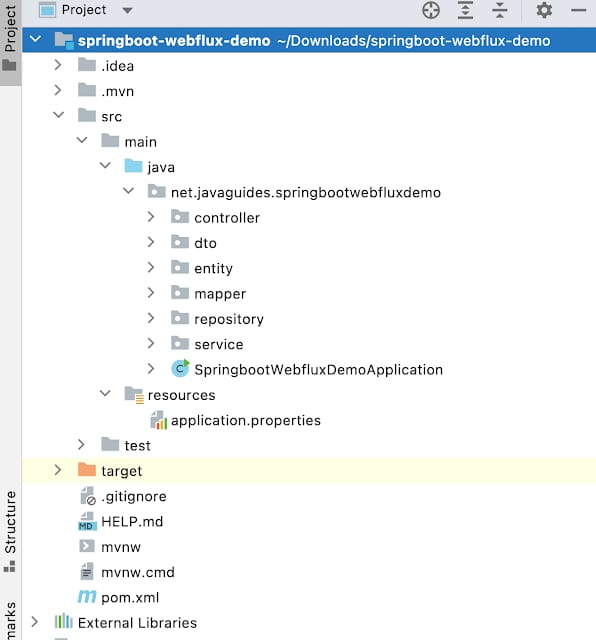 Project
Project
springboot-webflux-demo ~/Downloads/springboot-webflux-demo
.idea
.mvn
src
main
java
net.javaguides.springbootwebfluxdemo
controller
dto
entity
mapper
repository
service
C SpringbootWebfluxDemoApplication
resources
application.properties
test
target
.gitignore
MD HELP.md
mvnw
mvnw.cmd
m pom.xml
External Libraries
Structure
marks